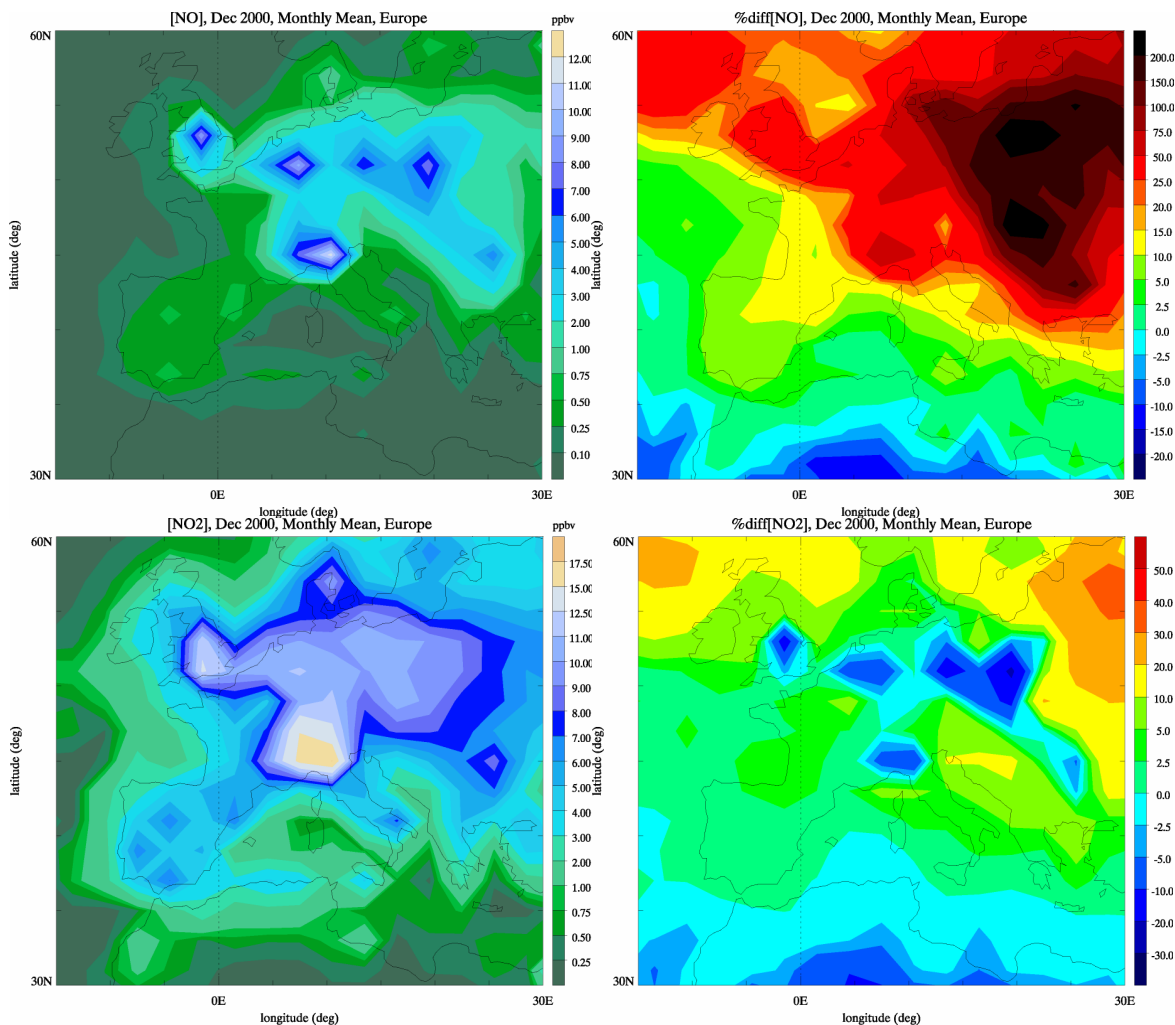 [NO], Dec 2000, Monthly Mean, Europe
ppbv
60N
30N
0E
30E
latitude (deg)
longitude (deg)
12.00
11.00
10.00
9.00
8.00
7.00
6.00
5.00
4.00
3.00
2.00
1.00
0.75
0.50
0.25
0.10
%diff[NO], Dec 2000, Monthly Mean, Europe
60N
30N
0E
30E
latitude (deg)
longitude (deg)
200.0
150.0
100.0
75.0
50.0
25.0
20.0
15.0
10.0
5.0
2.5
0.0
-2.5
-5.0
-10.0
-15.0
-20.0
[NO2], Dec 2000, Monthly Mean, Europe
ppbv
60N
30N
0E
30E
latitude (deg)
longitude (deg)
17.50
15.00
12.50
11.00
10.00
9.00
8.00
7.00
6.00
5.00
4.00
3.00
2.00
1.00
0.75
0.50
0.25
%diff[NO2], Dec 2000, Monthly Mean, Europe
60N
30N
0E
30E
latitude (deg)
longitude (deg)
50.0
40.0
30.0
20.0
10.0
5.0
2.5
0.0
-2.5
-5.0
-10.0
-20.0
-30.0